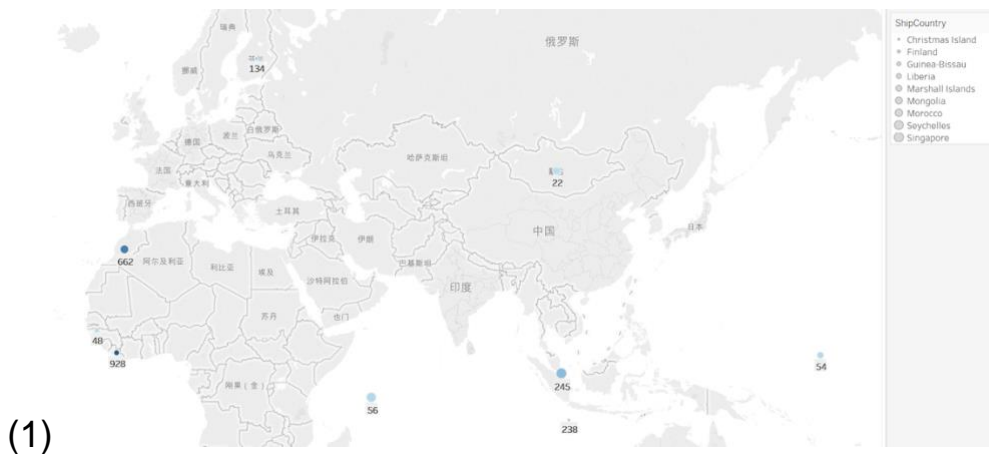 ShipCountry
Christmas Island
Finland
Guinea-Bissau
Liberia
Marshall Islands
Mongolia
Morocco
Seychelles
Singapore
瑞典
俄罗斯
134
挪威
白俄罗斯
波兰
德国
乌克兰
哈萨克斯坦
法国
意大利
22
西班牙
土耳其
日本
中国
伊拉克
伊朗
662
阿尔及利亚
利比亚
埃及
巴基斯坦
沙特阿拉伯
印度
苏丹
也门
48
928
54
245
刚果（金）
56
238
(1)